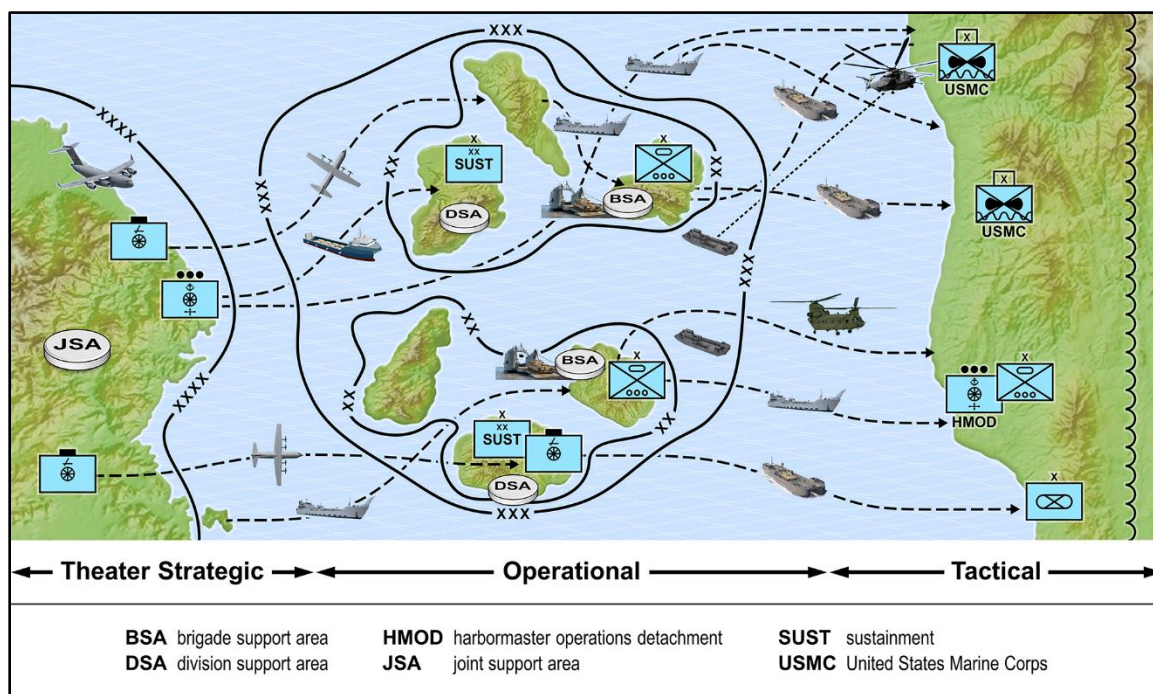 XXX
XXXX
X
USMC
X
XX
SUST
X
XX
XX
BSA
DSA
X
USMC
XXX
XXX
JSA
XX
BSA
X
XXXX
XX
X
XX
SUST
XX
X
HMOD
DSA
XXX
X
Theater Strategic
Operational
Tactical
BSA brigade support area
HMOD harbormaster operations detachment
SUST sustainment
DSA division support area
JSA joint support area
USMC United States Marine Corps